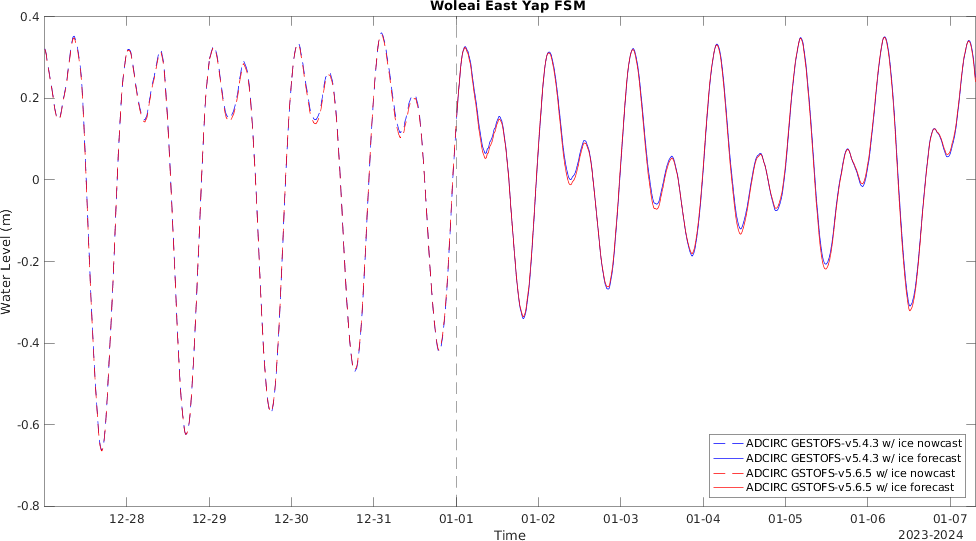 Woleai East Yap FSM
0.4
0.2
0
-0.2
-0.4
-0.6
-0.8
Water Level (m)
ADCIRC GESTOFS-v5.4.3 w/ ice nowcast
ADCIRC GESTOFS-v5.4.3 w/ ice forecast
ADCIRC GSTOFS-v5.6.5 w/ ice nowcast
ADCIRC GSTOFS-v5.6.5 w/ ice forecast
12-28 12-29 12-30 12-31 01-01 01-02 01-03 01-04 01-05 01-06 01-07
Time
2023-2024